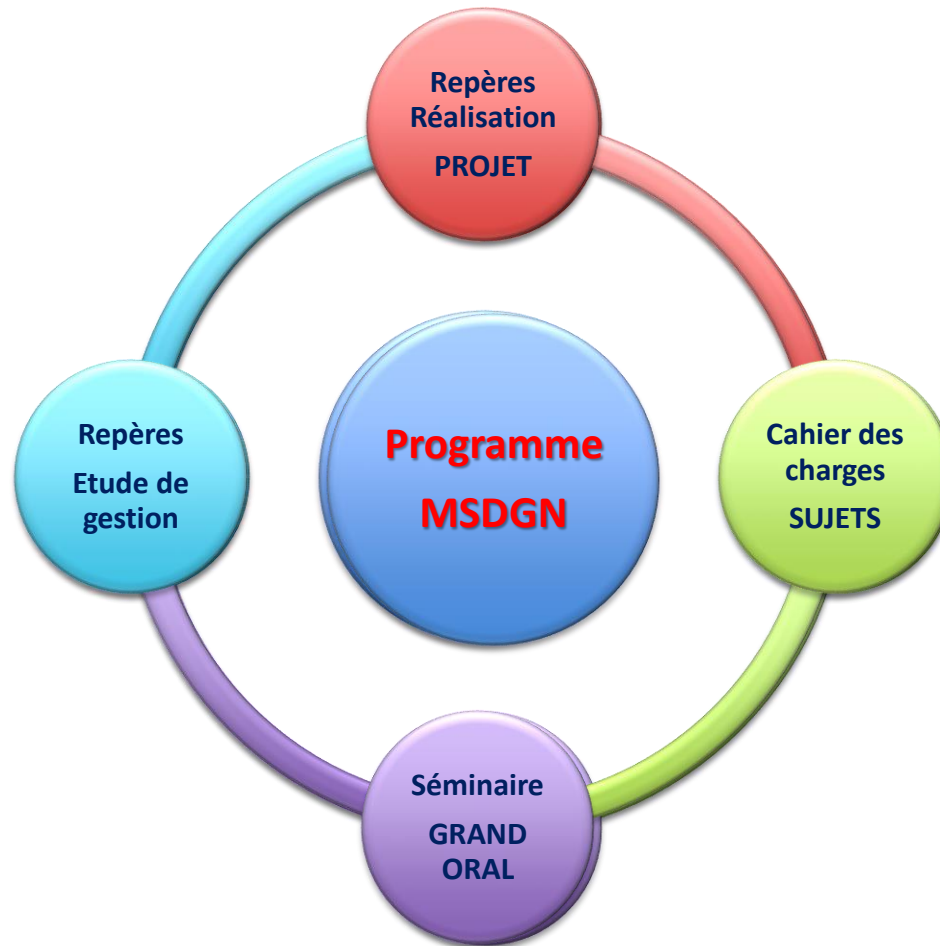 Repères
Réalisation
PROJET
Programme
MSDGN
Repères
Etude de
gestion
Cahier des
charges
SUJETS
Séminaire
GRAND
ORAL